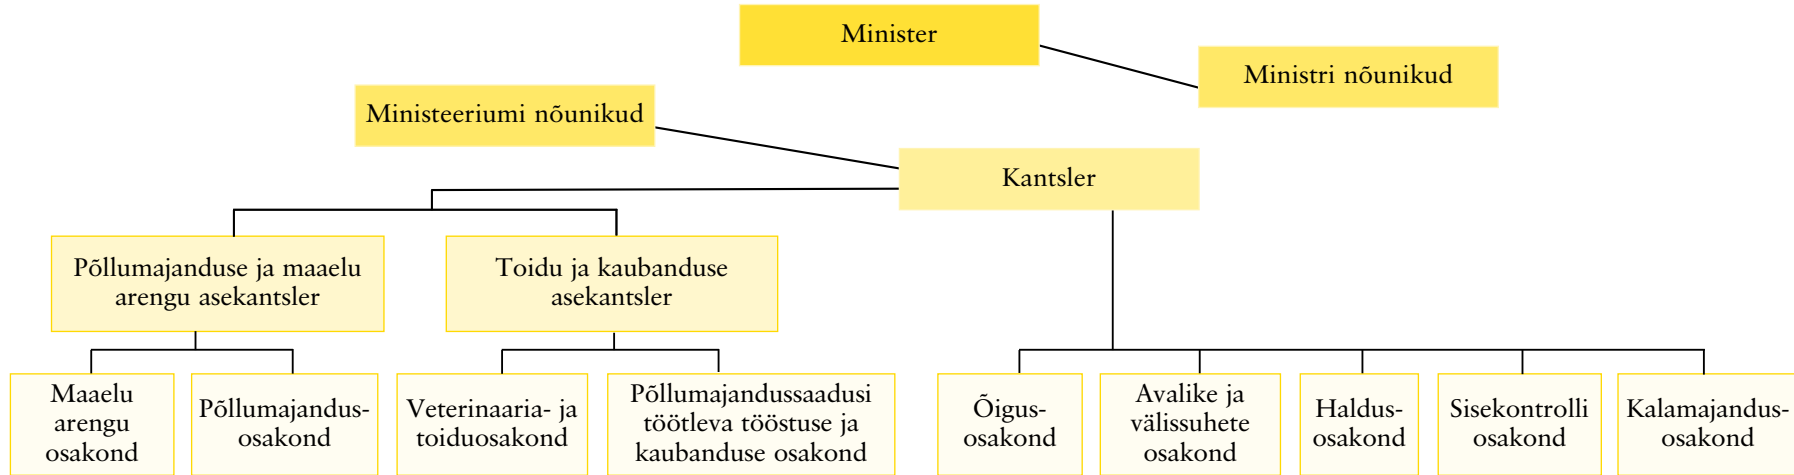 Minister
Ministri nõunikud
Ministeeriumi nõunikud
Kantsler
Põllumajanduse ja maaelu
arengu asekantsler
Toidu ja kaubanduse
asekantsler
Maaelu
arengu
osakond
Põllumajandus-
osakond
Veterinaaria- ja
toiduosakond
Põllumajandussaadusi
töötleva tööstuse ja
kaubanduse osakond
Õigus-
osakond
Avalike ja
välissuhete
osakond
Haldus-
osakond
Sisekontrolli
osakond
Kalamajandus-
osakond